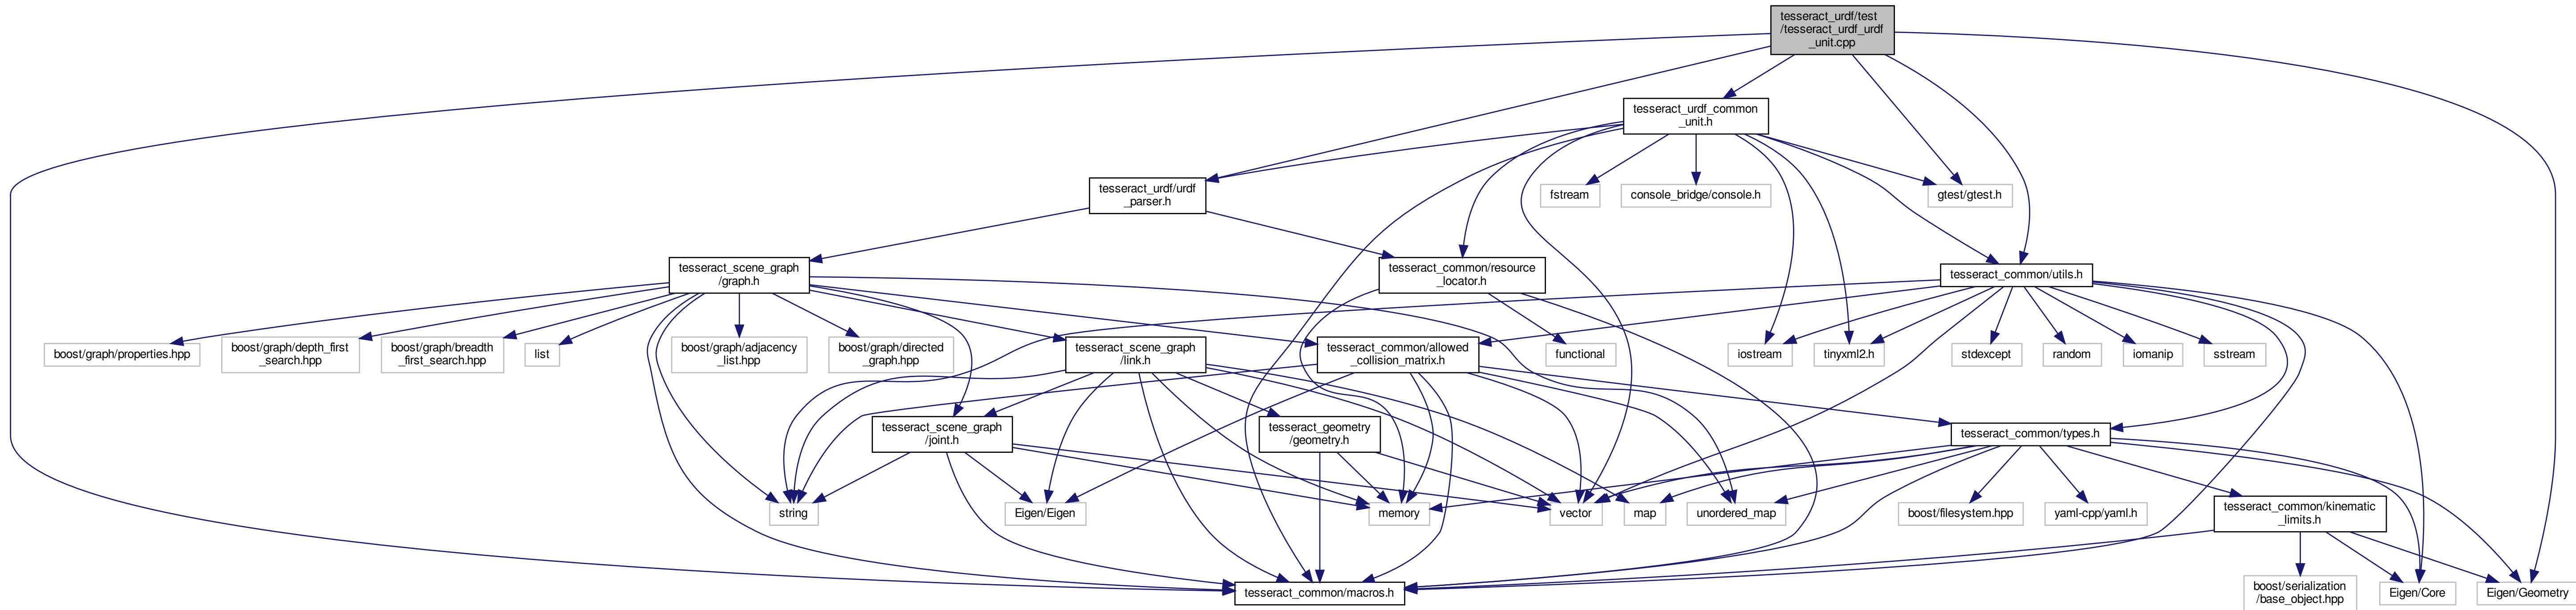 tesseract_urdf/test
/tesseract_urdf_urdf
_unit.cpp
tesseract_urdf_common
_unit.h
tesseract_urdf/urdf
_parser.h
fstream
console_bridge/console.h
gtest/gtest.h
tesseract_scene_graph
/graph.h
tesseract_common/resource
_locator.h
tesseract_common/utils.h
boost/graph/properties.hpp
boost/graph/depth_first
_search.hpp
boost/graph/breadth
_first_search.hpp
list
boost/graph/adjacency
_list.hpp
boost/graph/directed
_graph.hpp
tesseract_scene_graph
/link.h
tesseract_common/allowed
_collision_matrix.h
functional
iostream
tinyxml2.h
stdexcept
random
iomanip
sstream
tesseract_scene_graph
/joint.h
tesseract_geometry
/geometry.h
tesseract_common/types.h
string
Eigen/Eigen
memory
vector
map
unordered_map
boost/filesystem.hpp
yaml-cpp/yaml.h
tesseract_common/kinematic
_limits.h
tesseract_common/macros.h
boost/serialization
/base_object.hpp
Eigen/Core
Eigen/Geometry